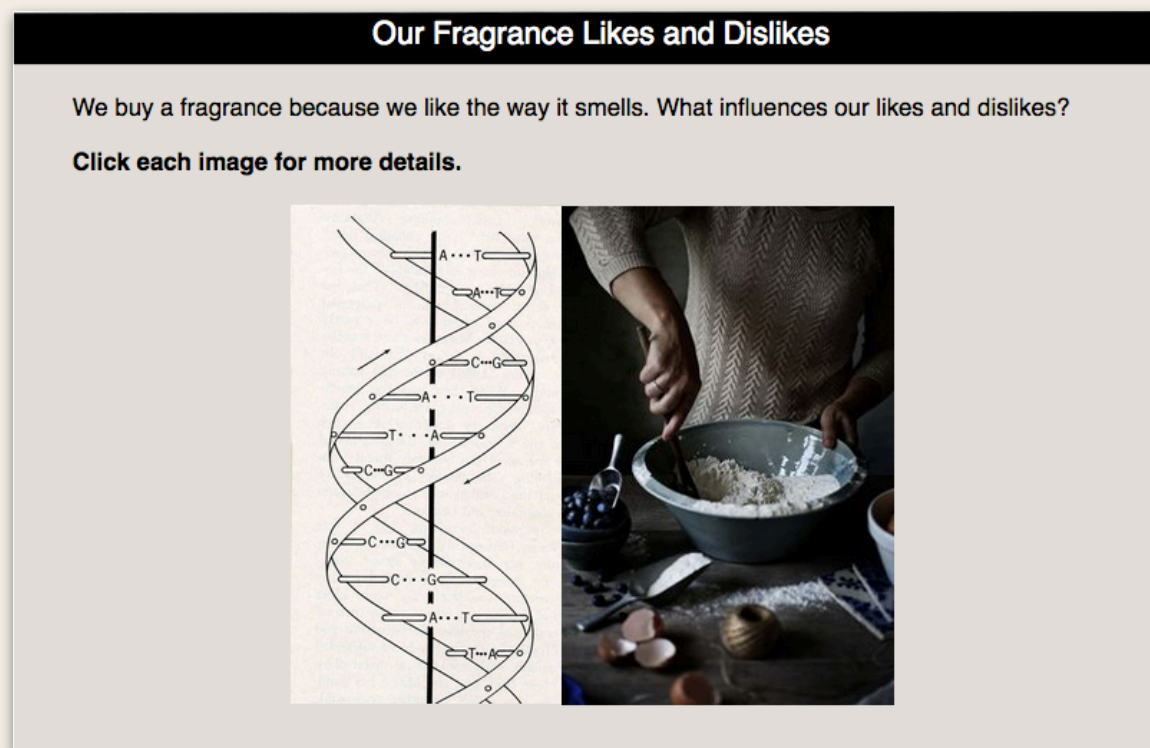 Our Fragrance Likes and Dislikes
We buy a fragrance because we like the way it smells. What influences our likes and dislikes?
Click each image for more details.
A···T
A···T
C···G
A···T
T···A
C···G
C···G
C···G
A···T
T···A